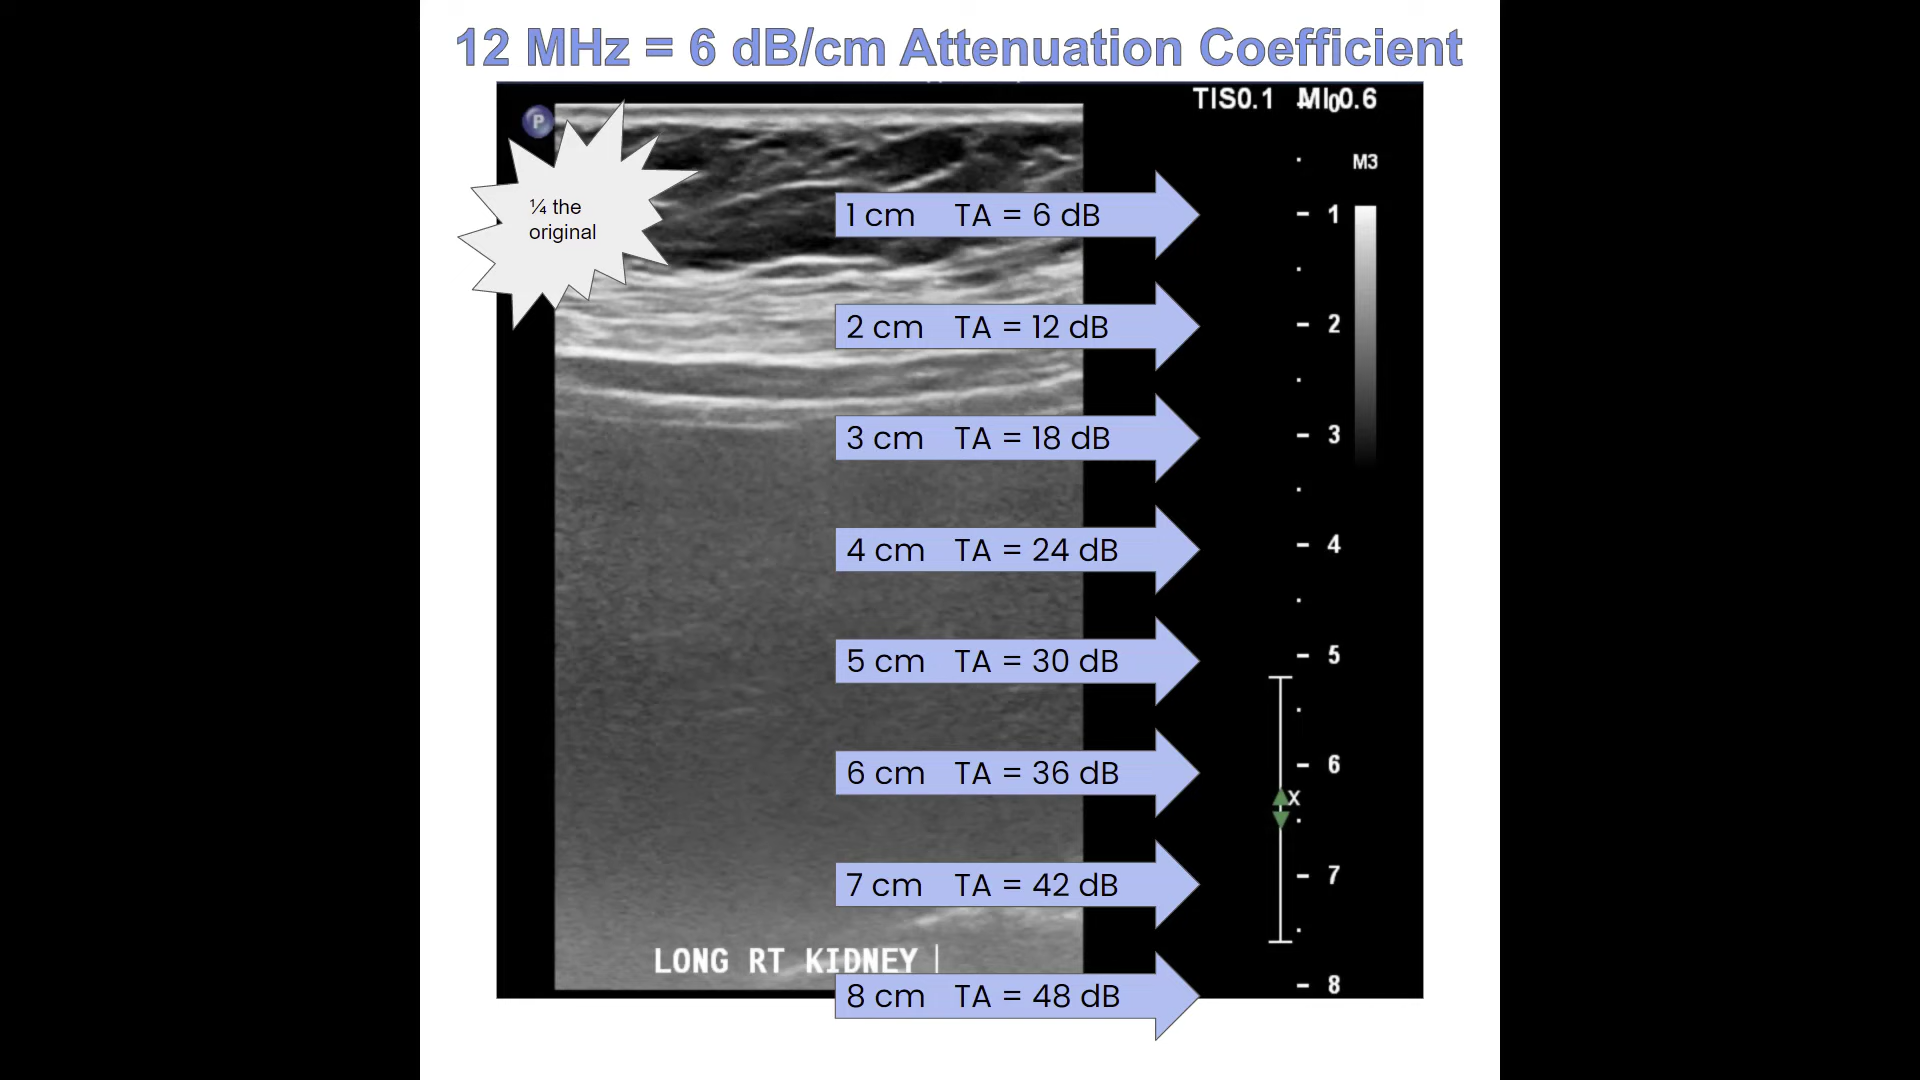 12 MHz = 6 dB/cm Attenuation Coefficient
TIS0.1 MI0.6
0
P
M3
¼ the
original
1 cm TA = 6 dB
1
2 cm TA = 12 dB
2
3 cm TA = 18 dB
3
4 cm TA = 24 dB
4
5 cm TA = 30 dB
5
6 cm TA = 36 dB
6
X
7 cm TA = 42 dB
7
LONG RT KIDNEY
8 cm TA = 48 dB
8